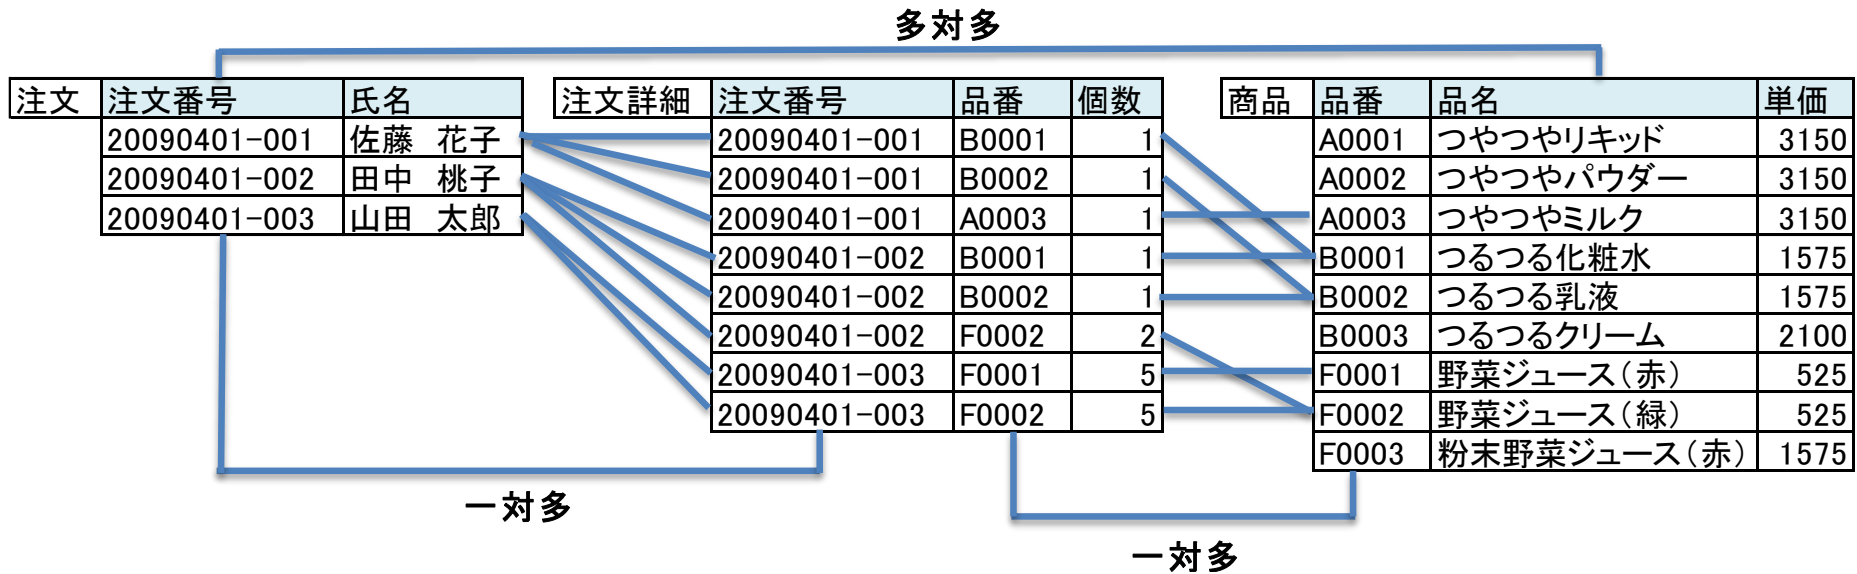 多対多
注文 注文番号 氏名
20090401-001 佐藤 花子
20090401-002 田中 桃子
20090401-003 山田 太郎
注文詳細 注文番号 品番 個数
20090401-001 B0001 1
20090401-001 B0002 1
20090401-001 A0003 1
20090401-002 B0001 1
20090401-002 B0002 1
20090401-002 F0002 2
20090401-003 F0001 5
20090401-003 F0002 5
商品 品番 品名 単価
A0001 つやつやリキッド 3150
A0002 つやつやパウダー 3150
A0003 つやつやミルク 3150
B0001 つるつる化粧水 1575
B0002 つるつる乳液 1575
B0003 つるつるクリーム 2100
F0001 野菜ジュース（赤） 525
F0002 野菜ジュース（緑） 525
F0003 粉末野菜ジュース（赤） 1575
一対多
一対多